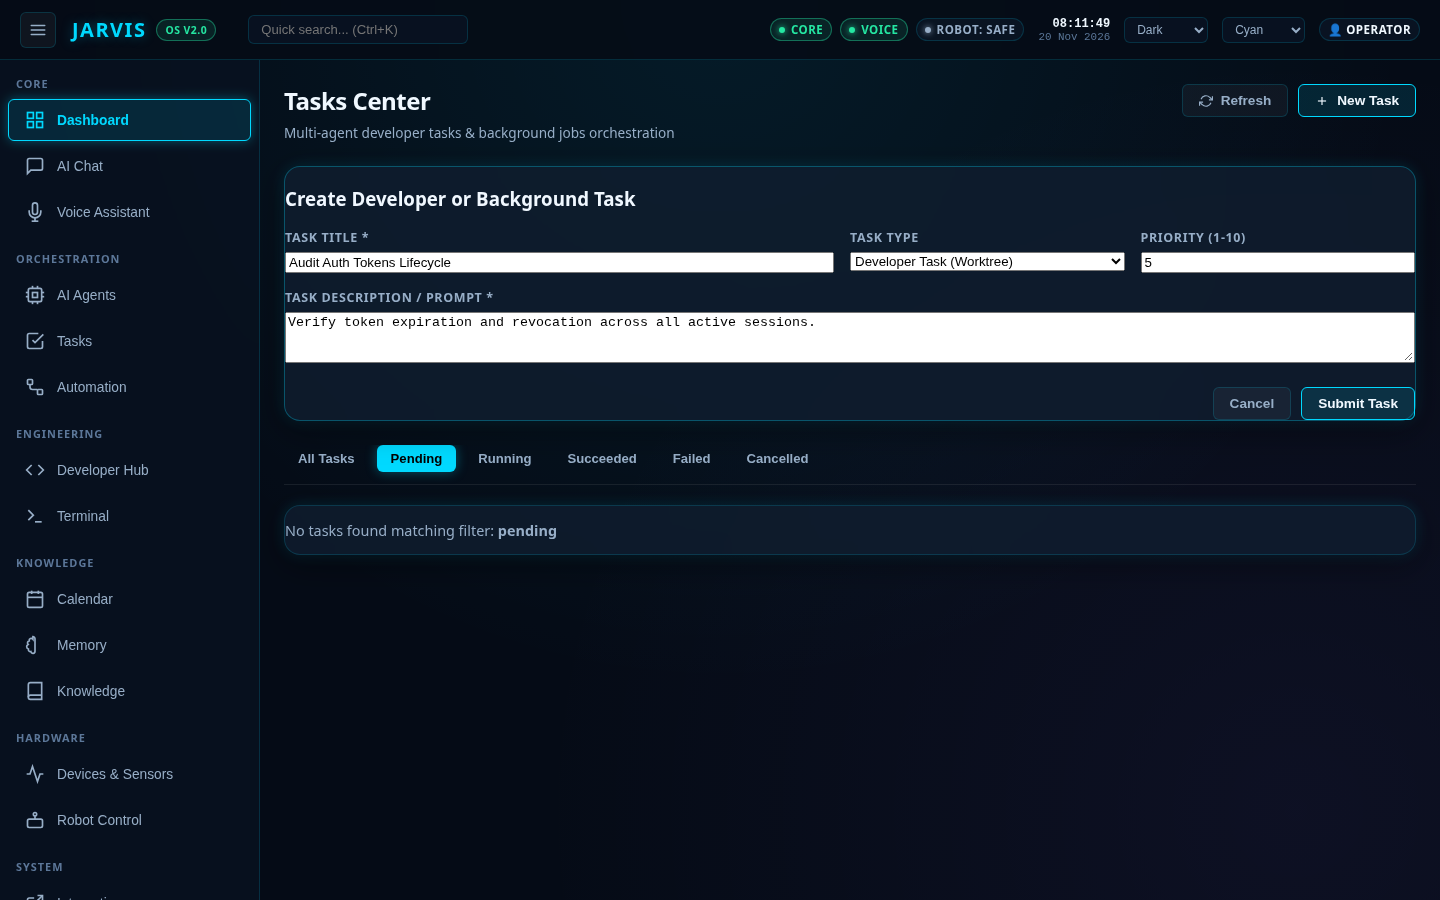 JARVIS
OS V2.0
Quick search... (Ctrl+K)
CORE
VOICE
ROBOT: SAFE
08:11:49
20 Nov 2026
Dark
Cyan
👤 OPERATOR
CORE
Dashboard
AI Chat
Voice Assistant
ORCHESTRATION
AI Agents
Tasks
Automation
ENGINEERING
Developer Hub
Terminal
KNOWLEDGE
Calendar
Memory
Knowledge
HARDWARE
Devices & Sensors
Robot Control
SYSTEM
Tasks Center
Multi-agent developer tasks & background jobs orchestration
Refresh
+ New Task
Create Developer or Background Task
TASK TITLE *
Audit Auth Tokens Lifecycle
TASK TYPE
Developer Task (Worktree)
PRIORITY (1-10)
5
TASK DESCRIPTION / PROMPT *
Verify token expiration and revocation across all active sessions.
Cancel
Submit Task
All Tasks
Pending
Running
Succeeded
Failed
Cancelled
No tasks found matching filter: pending